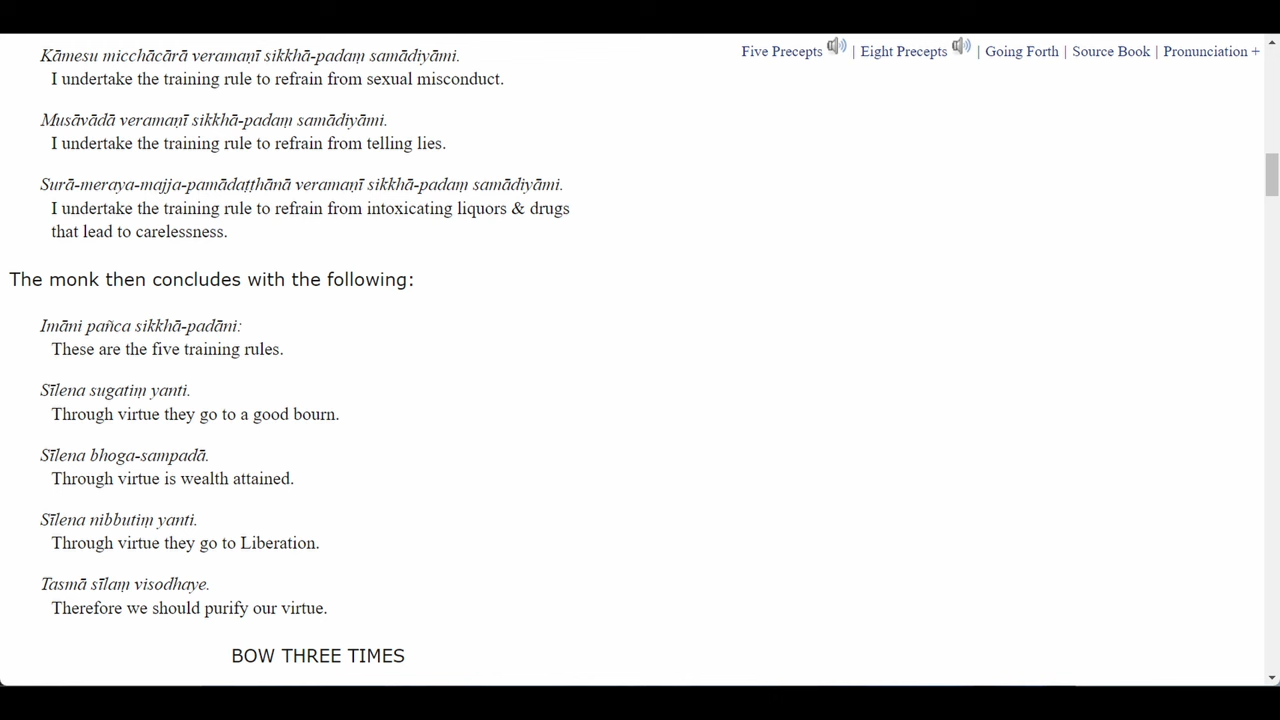 Kāmesu micchācārā veramaṇī sikkhā-padaṃ samādiyāmi.
Five Precepts | Eight Precepts | Going Forth | Source Book | Pronunciation +
I undertake the training rule to refrain from sexual misconduct.
Musāvādā veramaṇī sikkhā-padaṃ samādiyāmi.
I undertake the training rule to refrain from telling lies.
Surā-meraya-majja-pamādaṭṭhānā veramaṇī sikkhā-padaṃ samādiyāmi.
I undertake the training rule to refrain from intoxicating liquors & drugs
that lead to carelessness.
The monk then concludes with the following:
Imāni pañca sikkhā-padāni:
These are the five training rules.
Sīlena sugatiṃ yanti.
Through virtue they go to a good bourn.
Sīlena bhoga-sampadā.
Through virtue is wealth attained.
Sīlena nibbutiṃ yanti.
Through virtue they go to Liberation.
Tasmā sīlaṃ visodhaye.
Therefore we should purify our virtue.
BOW THREE TIMES